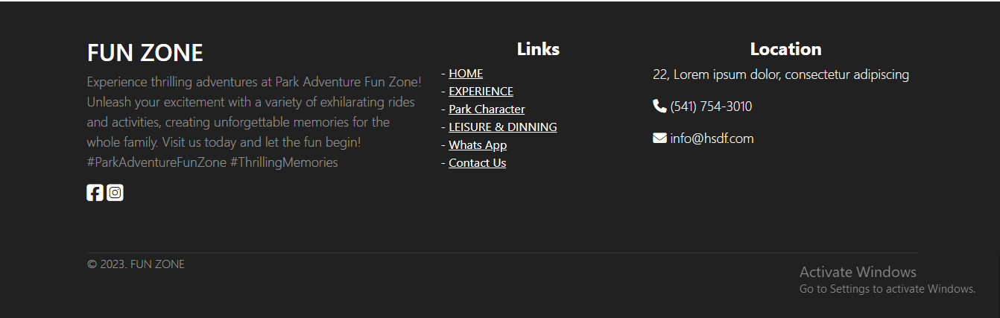 FUN ZONE
Experience thrilling adventures at Park Adventure Fun Zone!
Unleash your excitement with a variety of exhilarating rides
and activities, creating unforgettable memories for the
whole family. Visit us today and let the fun begin!
#ParkAdventureFunZone #ThrillingMemories
Links
- HOME
- EXPERIENCE
- Park Character
- LEISURE & DINNING
- Whats App
- Contact Us
Location
22, Lorem ipsum dolor, consectetur adipiscing
(541) 754-3010
info@hsdf.com
© 2023. FUN ZONE
Activate Windows
Go to Settings to activate Windows.